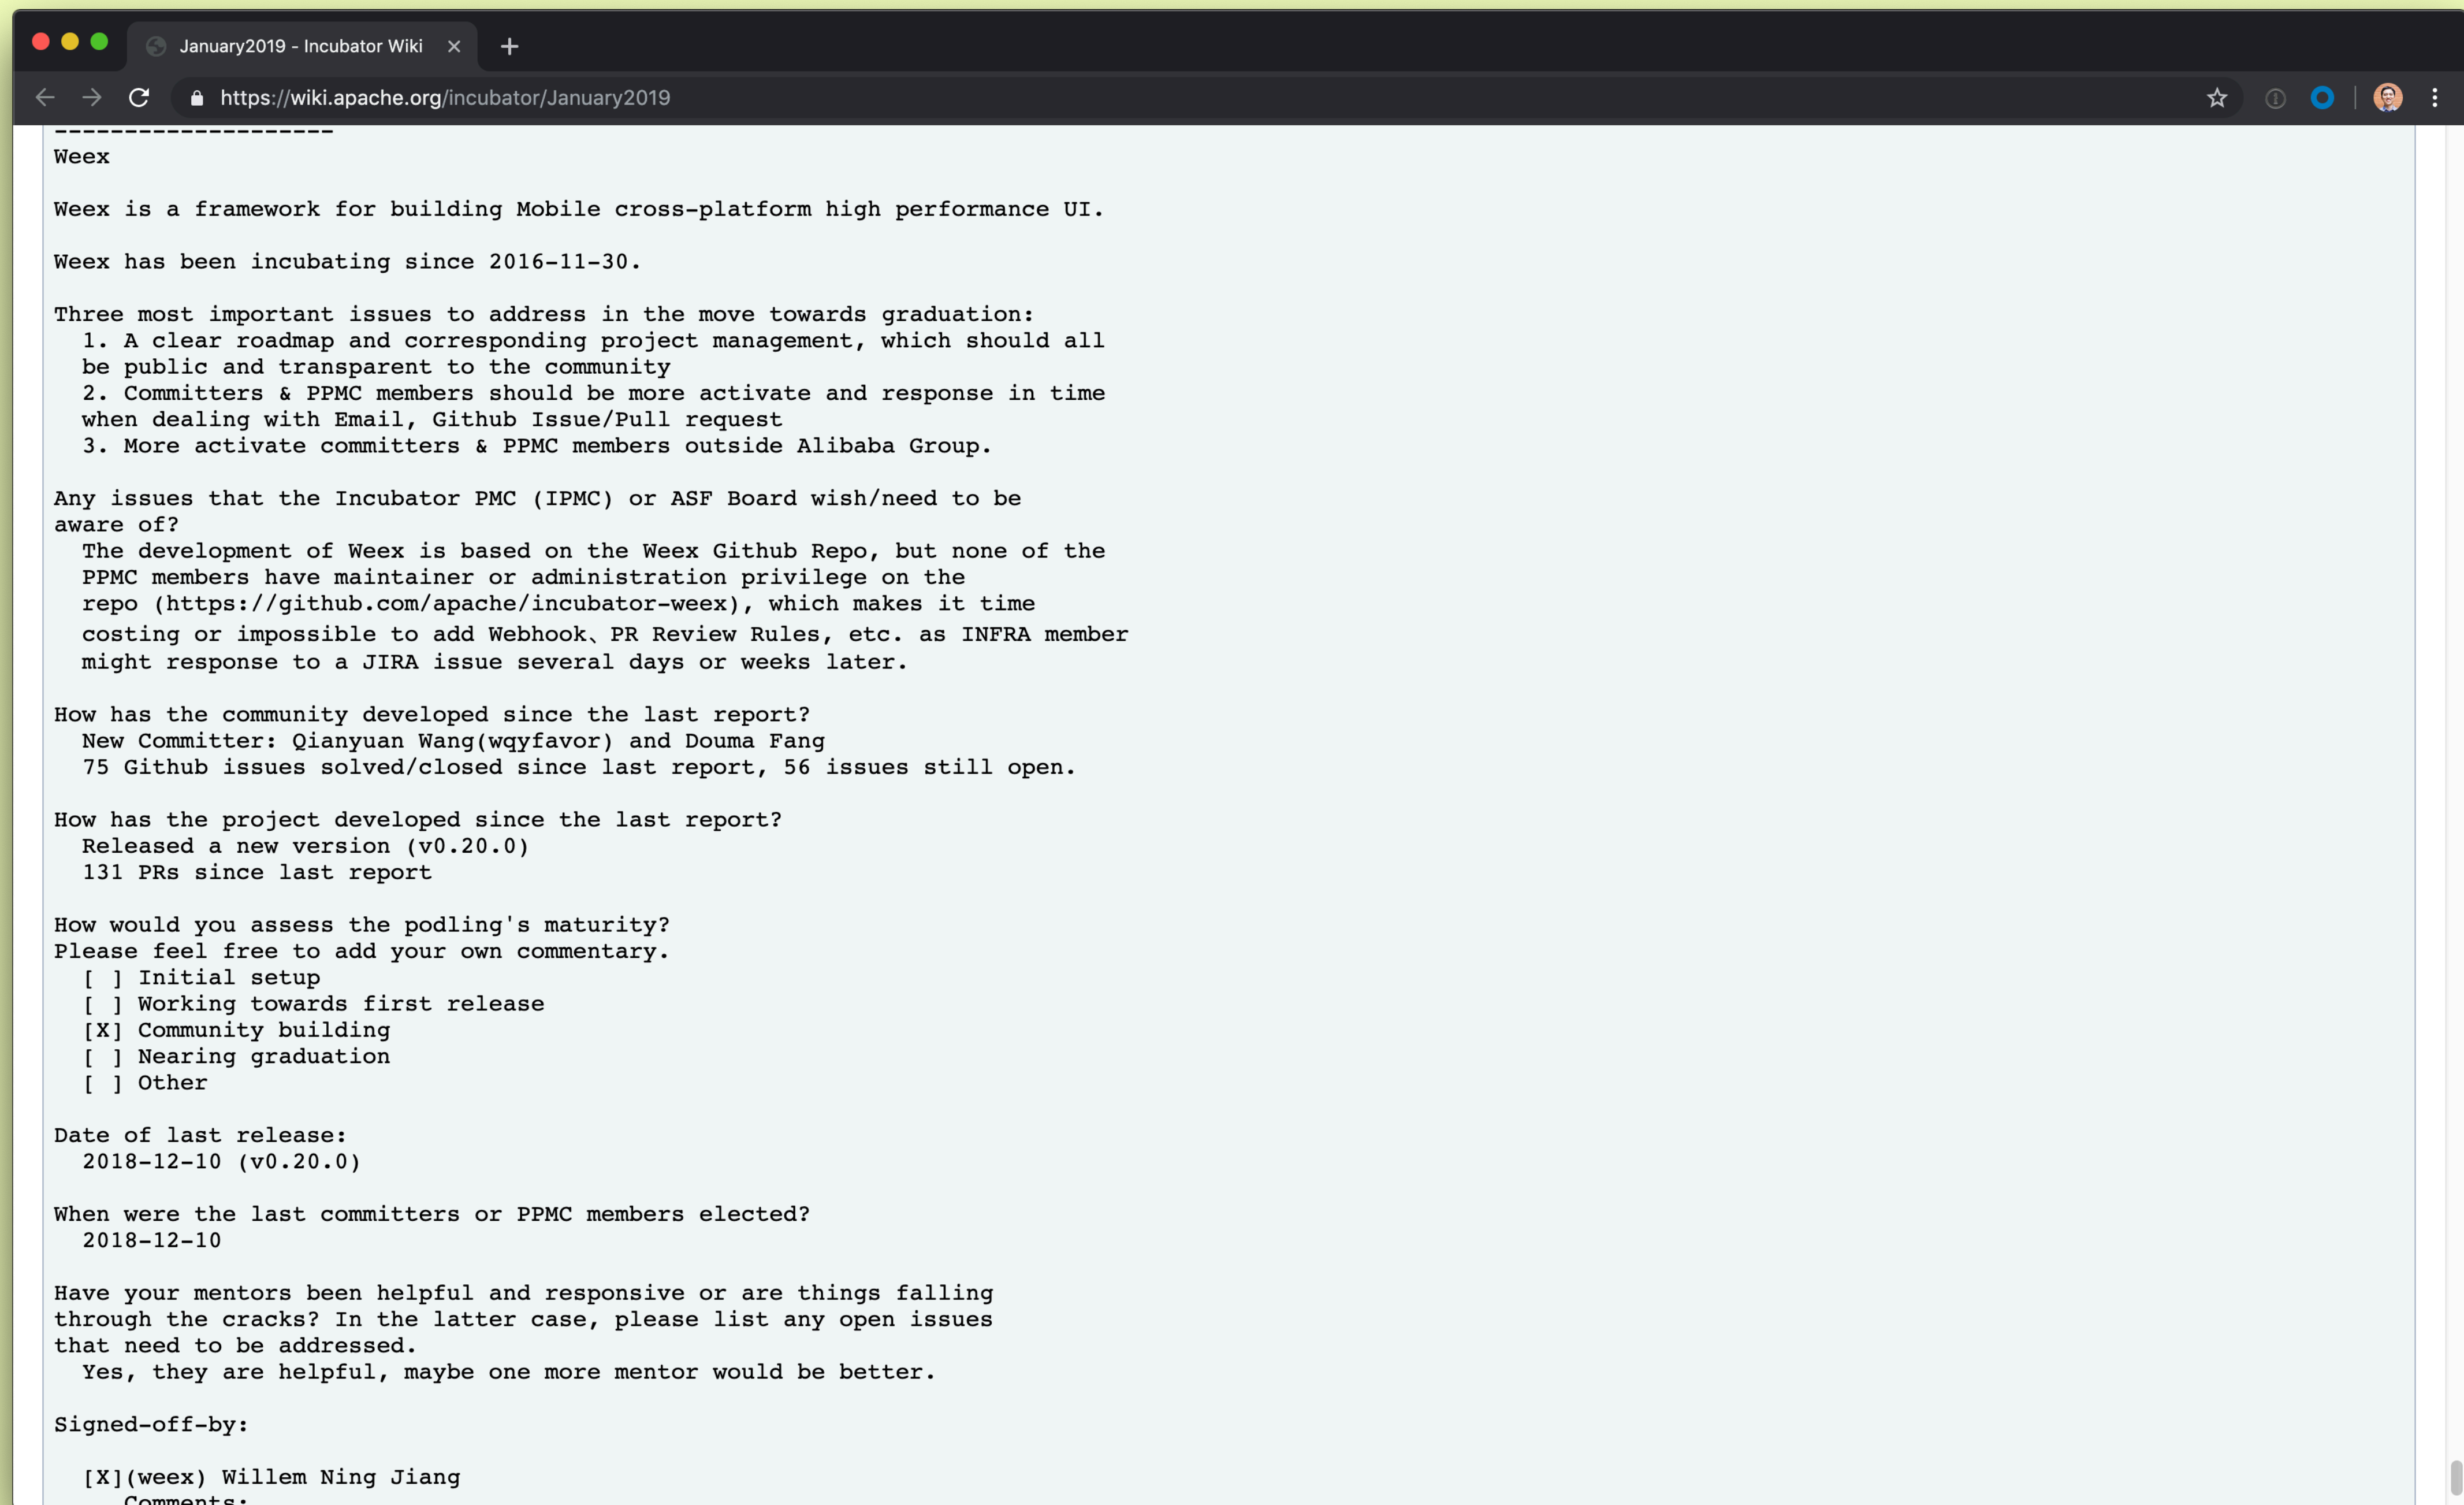 January2019 - Incubator Wiki
https://wiki.apache.org/incubator/January2019
--------------------
Weex
Weex is a framework for building Mobile cross-platform high performance UI.
Weex has been incubating since 2016-11-30.
Three most important issues to address in the move towards graduation:
1. A clear roadmap and corresponding project management, which should all
be public and transparent to the community
2. Committers & PPMC members should be more activate and response in time
when dealing with Email, Github Issue/Pull request
3. More activate committers & PPMC members outside Alibaba Group.
Any issues that the Incubator PMC (IPMC) or ASF Board wish/need to be
aware of?
The development of Weex is based on the Weex Github Repo, but none of the
PPMC members have maintainer or administration privilege on the
repo (https://github.com/apache/incubator-weex), which makes it time
costing or impossible to add Webhook、PR Review Rules, etc. as INFRA member
might response to a JIRA issue several days or weeks later.
How has the community developed since the last report?
New Committer: Qianyuan Wang(wqyfavor) and Douma Fang
75 Github issues solved/closed since last report, 56 issues still open.
How has the project developed since the last report?
Released a new version (v0.20.0)
131 PRs since last report
How would you assess the podling's maturity?
Please feel free to add your own commentary.
[ ] Initial setup
[ ] Working towards first release
[X] Community building
[ ] Nearing graduation
[ ] Other
Date of last release:
2018-12-10 (v0.20.0)
When were the last committers or PPMC members elected?
2018-12-10
Have your mentors been helpful and responsive or are things falling
through the cracks? In the latter case, please list any open issues
that need to be addressed.
Yes, they are helpful, maybe one more mentor would be better.
Signed-off-by:
[X](weex) Willem Ning Jiang
Comments: